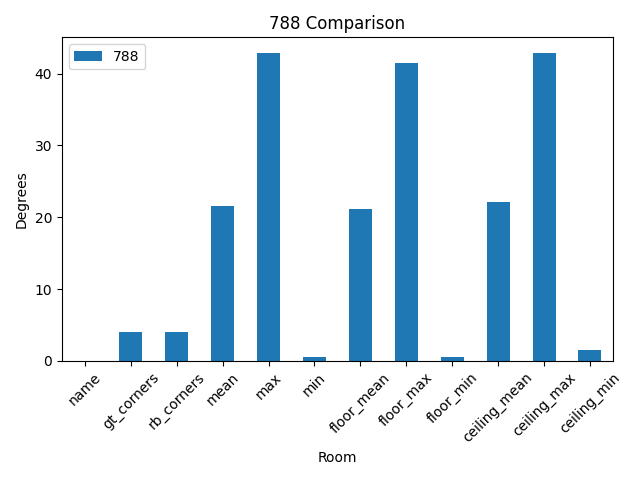 788 Comparison
788
Degrees
40
30
20
10
0
name
gt_corners
rb_corners
mean
max
min
floor_mean
floor_max
floor_min
ceiling_mean
ceiling_max
ceiling_min
Room